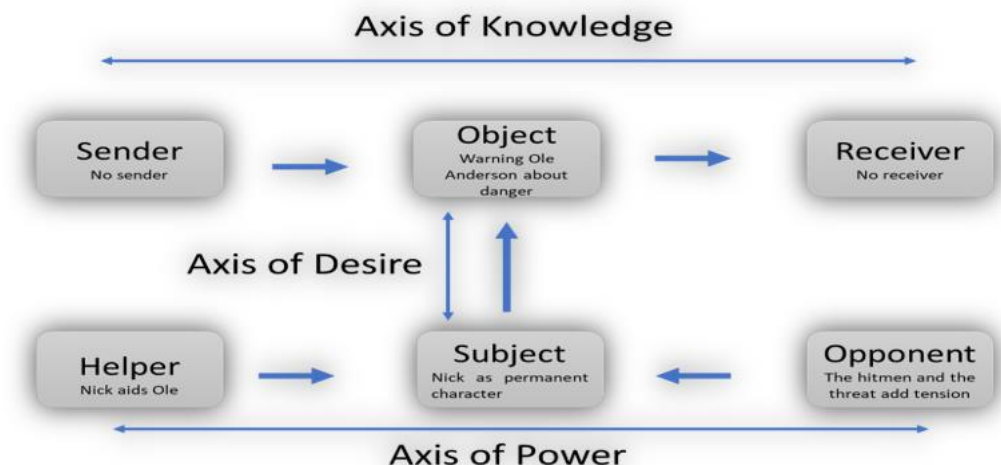 Axis of Knowledge
Sender
No sender
Object
Warning Ole
Anderson about
danger
Receiver
No receiver
Axis of Desire
Helper
Nick aids Ole
Subject
Nick as permanent
character
Opponent
The hitmen and the
threat add tension
Axis of Power